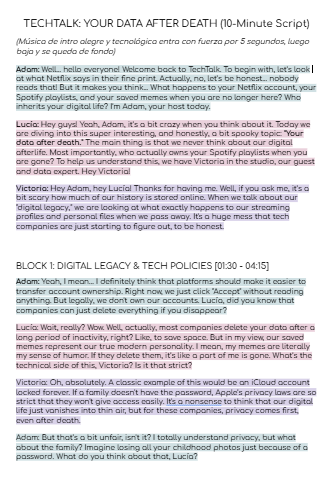 TECHTALK: YOUR DATA AFTER DEATH (10-Minute Script)
(Música de intro alegre y tecnológica entra con fuerza por 5 segundos, luego
baja y se queda de fondo)
Adam: Well... hello everyone! Welcome back to TechTalk. To begin, let's look
at what Netflix says in their fine print. Actually, no, let's be honest... nobody
reads that! But it makes you think... What happens to your Netflix account, your
Spotify playlists, and your saved memes when you are no longer here? Who
inherits your digital life? I'm Adam, your host today.
Lucía: Hey guys! Yeah, Adam, it's a bit crazy when you think about it. Today we
are diving into this super interesting, and honestly, a bit spooky topic: "Your
data after death." The main thing is that we never think about our digital
afterlife. Most importantly, who actually owns your Spotify playlists when you
are gone? To help us understand this, we have Victoria in the studio, our guest
and data expert. Hey Victoria!
Victoria: Hey Adam, hey Lucía! Thanks for having me. Well, if you ask me, it's a
bit scary how much of our history is stored online. When we talk about our
"digital legacy," we are looking at what exactly happens to our streaming
profiles and personal files when we pass away. It's a huge mess that tech
companies are just starting to figure out, to be honest.
BLOCK 1: DIGITAL LEGACY & TECH POLICIES [01:30 - 04:15]
Adam: Yeah, I mean... I definitely think that platforms should make it easier to
transfer account ownership. Right now, we just click "Accept" without reading
anything. But legally, we don't own our accounts. Lucía, did you know that
companies can just delete everything if you disappear?
Lucía: Wait, really? Wow. Well, actually, most companies delete your data after a
long period of inactivity, right? Like, to save space. But in my view, our saved
memes represent our true modern personality. I mean, my memes are literally
my sense of humor. If they delete them, it's like a part of me is gone. What's the
technical side of this, Victoria? Is it that strict?
Victoria: Oh, absolutely. A classic example of this would be an iCloud account
locked forever. If a family doesn't have the password, Apple's privacy laws are so
strict that they won't give access easily. It's a nonsense to think that our digital
life just vanishes into thin air, but for these companies, privacy comes first,
even after death.
Adam: But that's a bit unfair, isn't it? I totally understand privacy, but what
about the family? Imagine losing all your childhood photos just because of a
password. What do you think about that, Lucía?